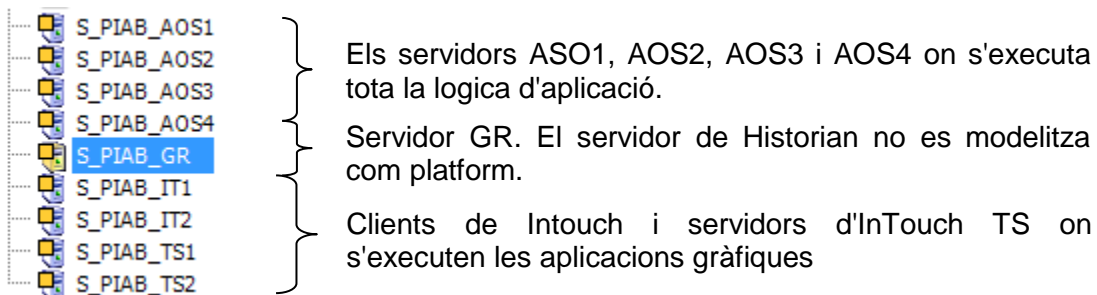 S_PIAB_AOS1
S_PIAB_AOS2
S_PIAB_AOS3
S_PIAB_AOS4
S_PIAB_GR
S_PIAB_IT1
S_PIAB_IT2
S_PIAB_TS1
S_PIAB_TS2
Els servidors ASO1, AOS2, AOS3 i AOS4 on s'executa
tota la logica d'aplicació.
Servidor GR. El servidor de Historian no es modelitza
com platform.
Clients de Intouch i servidors d'InTouch TS on
s'executen les aplicacions gràfiques